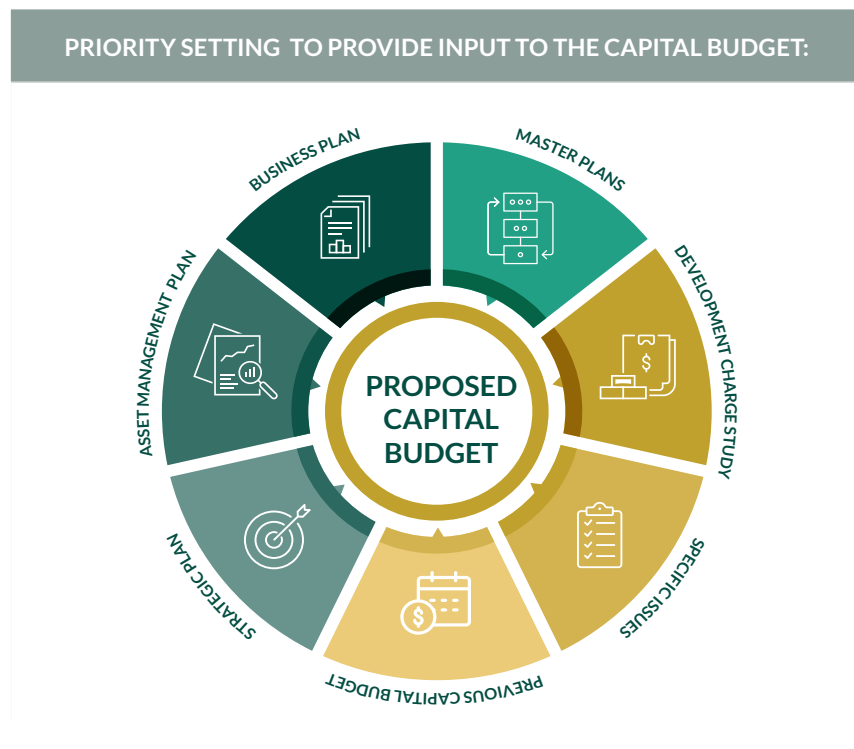 PRIORITY SETTING TO PROVIDE INPUT TO THE CAPITAL BUDGET:
BUSINESS PLAN
MASTER PLANS
DEVELOPMENT CHARGE STUDY
SPECIFIC ISSUES
PREVIOUS CAPITAL BUDGET
STRATEGIC PLAN
ASSET MANAGEMENT PLAN
PROPOSED
CAPITAL
BUDGET
$
$